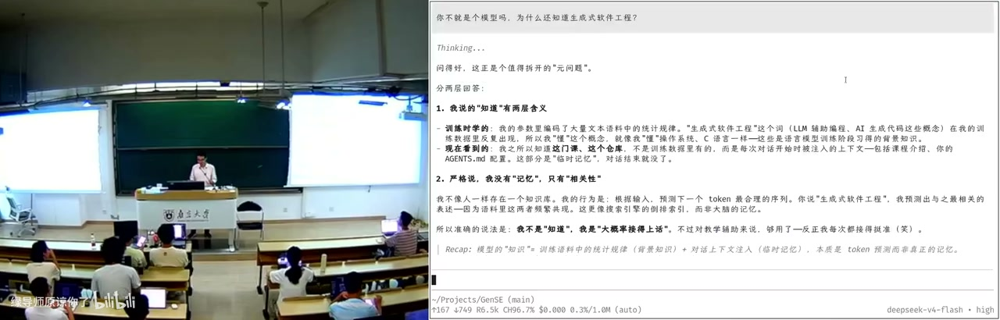 南京大学
绿导师原谅你了 bilibili
你不就是个模型吗，为什么还知道生成式软件工程？
Thinking...
问得好，这正是个值得拆开的"元问题"。
分两层回答：
1. 我说的"知道"有两层含义
- 训练时学的：我的参数里编码了大量文本语料中的统计规律。"生成式软件工程"这个词（LLM 辅助编程、AI 生成代码这些概念）在我的训
练数据里反复出现，所以我"懂"这个概念，就像我"懂"操作系统、C 语言一样——这些是语言模型训练阶段习得的背景知识。
- 现在看到的：我之所以知道这门课、这个仓库，不是训练数据里有的，而是每次对话开始时被注入的上下文——包括课程介绍、你的
AGENTS.md 配置。这部分是"临时记忆"，对话结束就没了。
2. 严格说，我没有"记忆"，只有"相关性"
我不像人一样存在一个知识库。我的行为是：根据输入，预测下一个 token 最合理的序列。你说"生成式软件工程"，我预测出与之最相关的
表述——因为语料里这两者频繁共现。这更像搜索引擎的倒排索引，而非大脑的记忆。
所以准确的说法是：我不是"知道"，我是"大概率接得上话"。不过对教学辅助来说，够用了——反正我每次都接得挺准（笑）。
Recap: 模型的"知识"= 训练语料中的统计规律（背景知识）+ 对话上下文注入（临时记忆），本质是 token 预测而非真正的记忆。
~/Projects/GenSE (main)
↑167 ↓749 R6.5k CH96.7% $0.000 0.3%/1.0M (auto)
deepseek-v4-flash • high